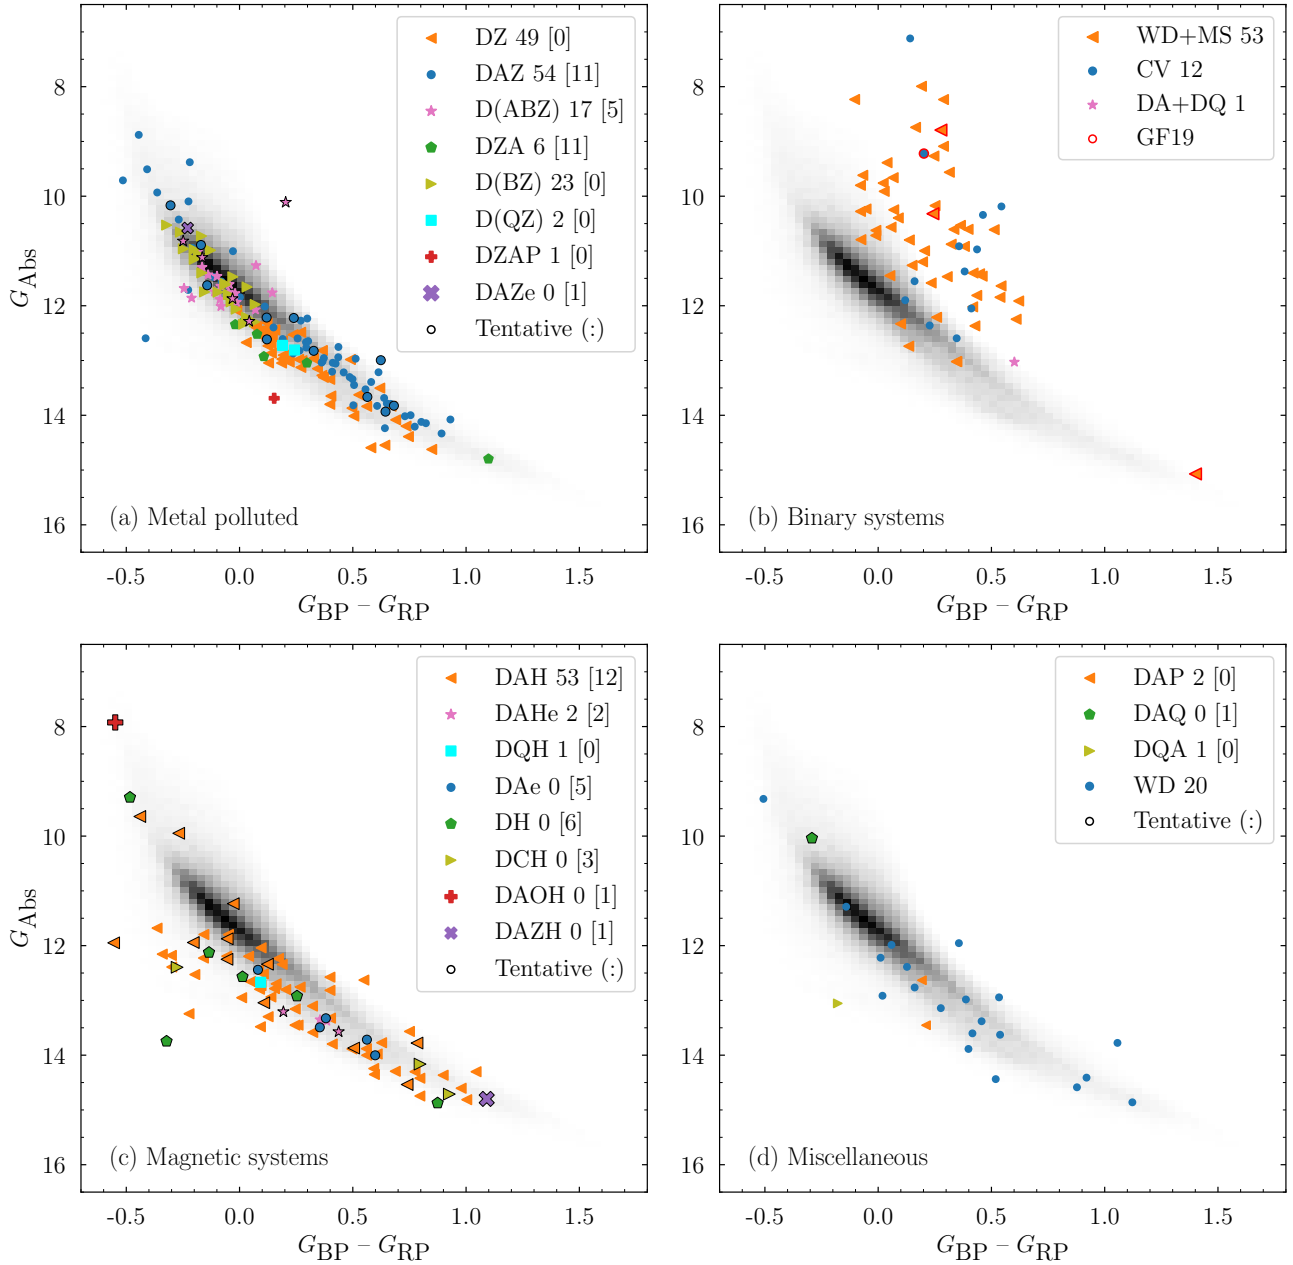 DZ 49 [0]
DAZ 54 [11]
D(ABZ) 17 [5]
DZA 6 [11]
D(BZ) 23 [0]
D(QZ) 2 [0]
DZAP 1 [0]
DAZe 0 [1]
Tentative (:)
8
10
12
14
16
G_Abs
(a) Metal polluted
-0.5 0.0 0.5 1.0 1.5
G_BP – G_RP
WD+MS 53
CV 12
DA+DQ 1
GF19
8
10
12
14
16
G_Abs
(b) Binary systems
-0.5 0.0 0.5 1.0 1.5
G_BP – G_RP
DAH 53 [12]
DAHe 2 [2]
DQH 1 [0]
DAe 0 [5]
DH 0 [6]
DCH 0 [3]
DAOH 0 [1]
DAZH 0 [1]
Tentative (:)
8
10
12
14
16
G_Abs
(c) Magnetic systems
-0.5 0.0 0.5 1.0 1.5
G_BP – G_RP
DAP 2 [0]
DAQ 0 [1]
DQA 1 [0]
WD 20
Tentative (:)
8
10
12
14
16
G_Abs
(d) Miscellaneous
-0.5 0.0 0.5 1.0 1.5
G_BP – G_RP